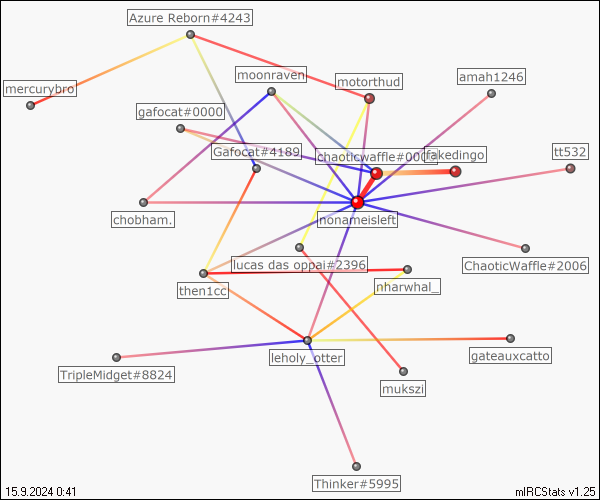 Azure Reborn#4243
moonraven
motorthud
amah1246
mercurybro
gafocat#0000
Gafocat#4189
chaoticwaffle#000
fakedingo
tt532
chobham.
nonameisleft
lucas das oppai#2396
ChaoticWaffle#2006
then1cc
nharwhal_
leholy_otter
gateauxcatto
TripleMidget#8824
mukszi
Thinker#5995
15.9.2024 0:41
mIRCStats v1.25